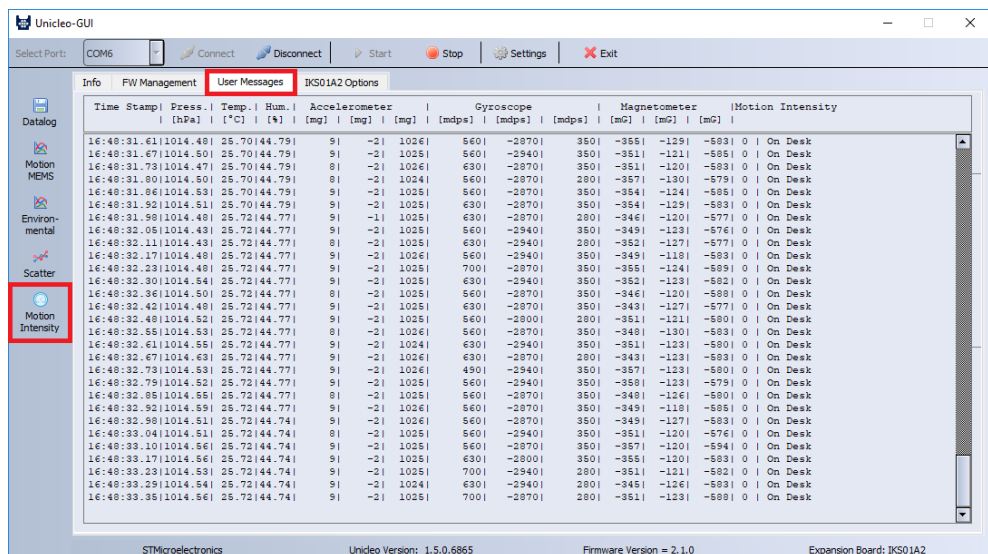 Unicleo-GUI
Select Port: COM6 Connect Disconnect Start Stop Settings Exit
Info FW Management User Messages IKS01A2 Options
Datalog
Motion
MEMS
Environ-
mental
Scatter
Motion
Intensity
Time Stamp| Press.| Temp.| Hum.| Accelerometer | Gyroscope | Magnetometer |Motion Intensity
| [hPa] | [°C] | [%] | [mg] | [mg] | [mg] | [mdps] | [mdps] | [mdps] | [mG] | [mG] | [mG] |
16:48:31.61|1014.48| 25.70|44.79| 9| -2| 1026| 560| -2870| 350| -355| -129| -583| 0 | On Desk
16:48:31.67|1014.50| 25.70|44.79| 9| -2| 1026| 560| -2940| 350| -351| -121| -585| 0 | On Desk
16:48:31.73|1014.47| 25.70|44.79| 8| -2| 1026| 630| -2870| 350| -351| -120| -583| 0 | On Desk
16:48:31.80|1014.50| 25.70|44.79| 8| -2| 1024| 560| -2870| 280| -357| -130| -579| 0 | On Desk
16:48:31.86|1014.53| 25.70|44.79| 9| -2| 1025| 560| -2870| 350| -354| -124| -585| 0 | On Desk
16:48:31.92|1014.51| 25.70|44.79| 8| -2| 1025| 630| -2870| 350| -354| -129| -583| 0 | On Desk
16:48:31.98|1014.48| 25.72|44.77| 9| -1| 1025| 630| -2870| 280| -346| -120| -577| 0 | On Desk
16:48:32.05|1014.43| 25.72|44.77| 9| -2| 1025| 560| -2940| 350| -349| -123| -576| 0 | On Desk
16:48:32.11|1014.43| 25.72|44.77| 8| -2| 1025| 630| -2940| 280| -352| -127| -577| 0 | On Desk
16:48:32.17|1014.48| 25.72|44.77| 9| -2| 1026| 560| -2940| 350| -349| -118| -583| 0 | On Desk
16:48:32.23|1014.48| 25.72|44.77| 9| -2| 1025| 700| -2870| 350| -355| -124| -589| 0 | On Desk
16:48:32.30|1014.54| 25.72|44.77| 8| -2| 1026| 630| -2940| 350| -352| -123| -582| 0 | On Desk
16:48:32.36|1014.50| 25.72|44.77| 8| -2| 1025| 560| -2870| 350| -346| -120| -588| 0 | On Desk
16:48:32.42|1014.48| 25.72|44.77| 9| -2| 1026| 630| -2870| 350| -343| -127| -577| 0 | On Desk
16:48:32.48|1014.52| 25.72|44.77| 9| -2| 1026| 560| -2800| 280| -351| -121| -580| 0 | On Desk
16:48:32.55|1014.53| 25.72|44.77| 8| -2| 1026| 560| -2870| 350| -348| -130| -583| 0 | On Desk
16:48:32.61|1014.55| 25.72|44.77| 9| -2| 1024| 630| -2940| 350| -351| -123| -580| 0 | On Desk
16:48:32.67|1014.63| 25.72|44.77| 9| -2| 1026| 630| -2870| 280| -343| -123| -583| 0 | On Desk
16:48:32.73|1014.53| 25.72|44.77| 9| -2| 1026| 490| -2940| 350| -357| -123| -580| 0 | On Desk
16:48:32.79|1014.52| 25.72|44.77| 9| -2| 1025| 560| -2940| 350| -358| -123| -579| 0 | On Desk
16:48:32.85|1014.55| 25.72|44.77| 8| -2| 1025| 560| -2870| 350| -348| -126| -580| 0 | On Desk
16:48:32.92|1014.59| 25.72|44.77| 9| -2| 1026| 560| -2870| 350| -349| -118| -585| 0 | On Desk
16:48:32.98|1014.51| 25.72|44.77| 9| -2| 1026| 560| -2870| 350| -349| -127| -583| 0 | On Desk
16:48:33.04|1014.51| 25.72|44.74| 8| -2| 1025| 560| -2940| 350| -351| -120| -576| 0 | On Desk
16:48:33.10|1014.56| 25.72|44.74| 9| -2| 1025| 560| -2870| 350| -357| -120| -594| 0 | On Desk
16:48:33.17|1014.56| 25.72|44.74| 9| -2| 1025| 630| -2800| 350| -355| -120| -583| 0 | On Desk
16:48:33.23|1014.53| 25.72|44.74| 9| -2| 1025| 700| -2940| 280| -351| -121| -582| 0 | On Desk
16:48:33.29|1014.54| 25.72|44.74| 9| -2| 1024| 630| -2940| 280| -345| -126| -583| 0 | On Desk
16:48:33.35|1014.56| 25.72|44.74| 9| -2| 1025| 700| -2870| 280| -351| -123| -588| 0 | On Desk
STMicroelectronics Unicleo Version: 1.5.0.6865 Firmware Version = 2.1.0 Expansion Board: IKS01A2